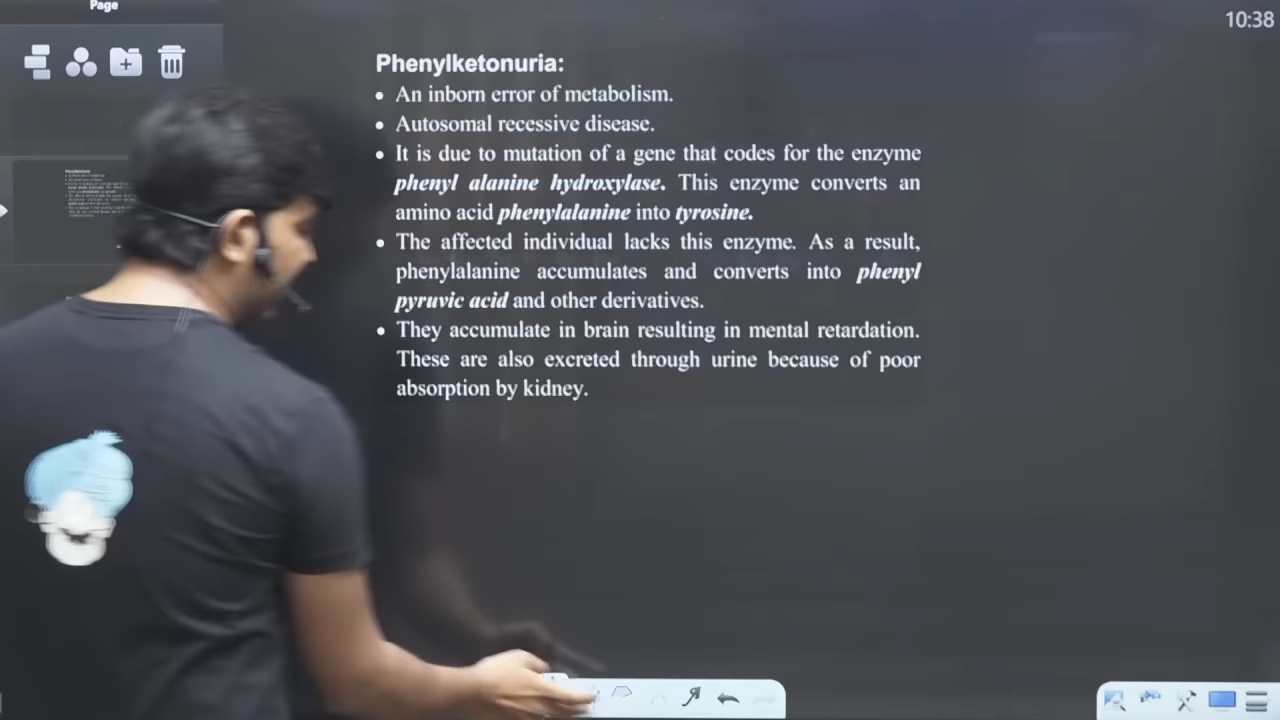 Page
10:38
Phenylketonuria:
• An inborn error of metabolism.
• Autosomal recessive disease.
• It is due to mutation of a gene that codes for the enzyme
phenyl alanine hydroxylase. This enzyme converts an
amino acid phenylalanine into tyrosine.
• The affected individual lacks this enzyme. As a result,
phenylalanine accumulates and converts into phenyl
pyruvic acid and other derivatives.
• They accumulate in brain resulting in mental retardation.
These are also excreted through urine because of poor
absorption by kidney.